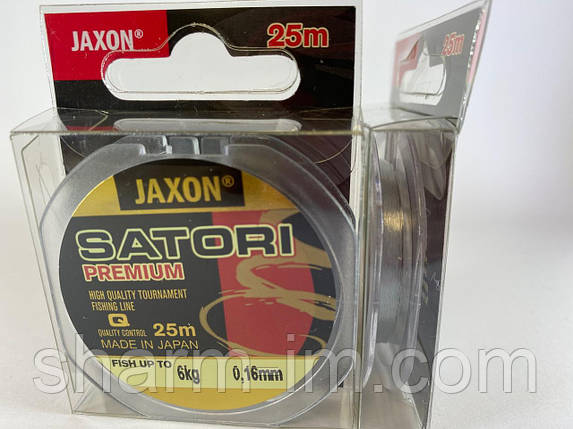 JAXON® 25m
25m
JAXON®
SATORI
PREMIUM
HIGH QUALITY TOURNAMENT
FISHING LINE
Q
QUALITY CONTROL 25m
MADE IN JAPAN
FISH UP TO 6kg 0,16mm
sharm-im.com